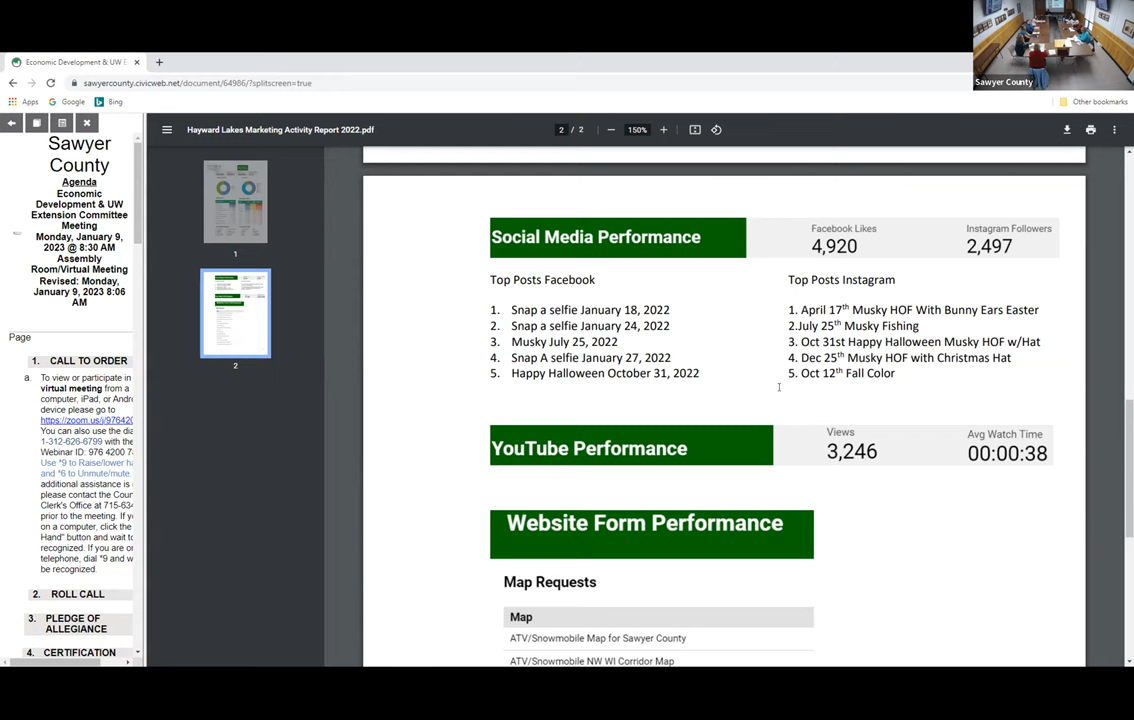 Sawyer County
Economic Development & UW E
sawyercounty.civicweb.net/document/64986/?splitscreen=true
Apps
Google
Bing
Other bookmarks
Sawyer
County
Agenda
Economic
Development & UW
Extension Committee
Meeting
Monday, January 9,
2023 @ 8:30 AM
Assembly
Room/Virtual Meeting
Revised: Monday,
January 9, 2023 8:06
AM
Page
1. CALL TO ORDER
a. To view or participate in
virtual meeting from a
computer, iPad, or Andro
device please go to
https://zoom.us/j/976420
You can also use the dia
1-312-626-6799 with the
Webinar ID: 976 4200 7
Use *9 to Raise/lower ha
and *6 to Unmute/mute.
additional assistance is
please contact the Coun
Clerk's Office at 715-634
prior to the meeting. If yo
on a computer, click the
Hand" button and wait to
recognized. If you are on
telephone, dial *9 and w
be recognized.
2. ROLL CALL
3. PLEDGE OF
ALLEGIANCE
4. CERTIFICATION
Hayward Lakes Marketing Activity Report 2022.pdf
2 / 2
150%
1
2
Social Media Performance
Facebook Likes
4,920
Instagram Followers
2,497
Top Posts Facebook
1. Snap a selfie January 18, 2022
2. Snap a selfie January 24, 2022
3. Musky July 25, 2022
4. Snap A selfie January 27, 2022
5. Happy Halloween October 31, 2022
Top Posts Instagram
1. April 17th Musky HOF With Bunny Ears Easter
2.July 25th Musky Fishing
3. Oct 31st Happy Halloween Musky HOF w/Hat
4. Dec 25th Musky HOF with Christmas Hat
5. Oct 12th Fall Color
YouTube Performance
Views
3,246
Avg Watch Time
00:00:38
Website Form Performance
Map Requests
Map
ATV/Snowmobile Map for Sawyer County
ATV/Snowmobile NW WI Corridor Map